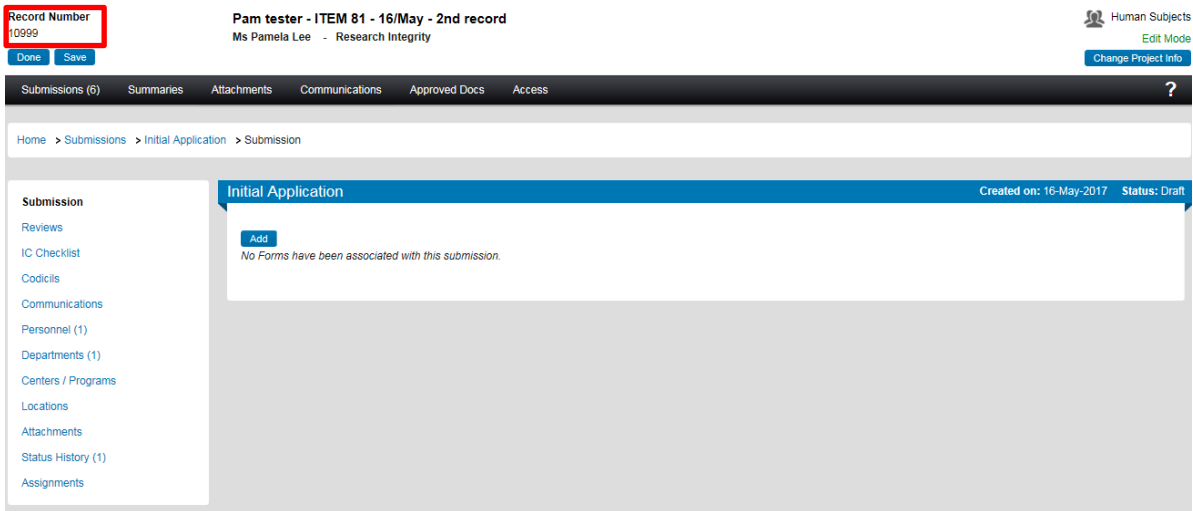 Record Number
10999
Done Save
Pam tester - ITEM 81 - 16/May - 2nd record
Ms Pamela Lee - Research Integrity
Human Subjects
Edit Mode
Change Project Info
Submissions (6) Summaries Attachments Communications Approved Docs Access ?
Home > Submissions > Initial Application > Submission
Submission
Reviews
IC Checklist
Codicils
Communications
Personnel (1)
Departments (1)
Centers / Programs
Locations
Attachments
Status History (1)
Assignments
Initial Application Created on: 16-May-2017 Status: Draft
Add
No Forms have been associated with this submission.